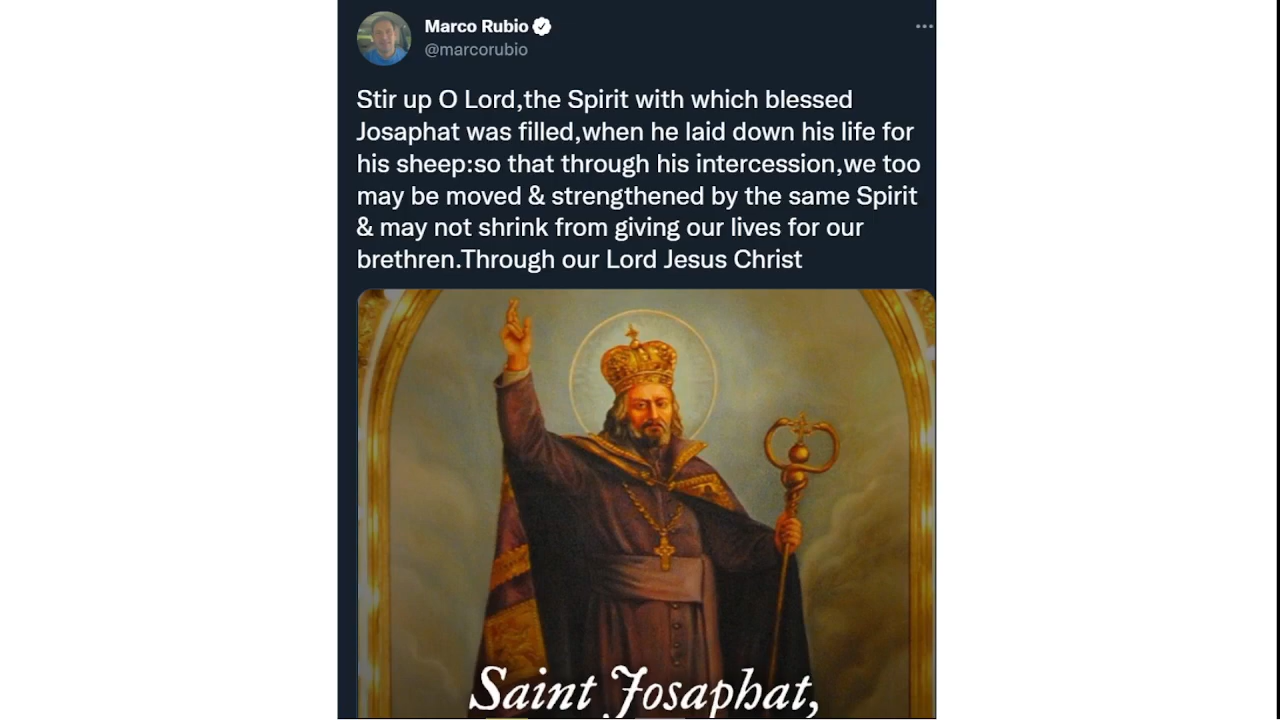 Marco Rubio
@marcorubio
Stir up O Lord,the Spirit with which blessed
Josaphat was filled,when he laid down his life for
his sheep:so that through his intercession,we too
may be moved & strengthened by the same Spirit
& may not shrink from giving our lives for our
brethren.Through our Lord Jesus Christ
Saint Josaphat,